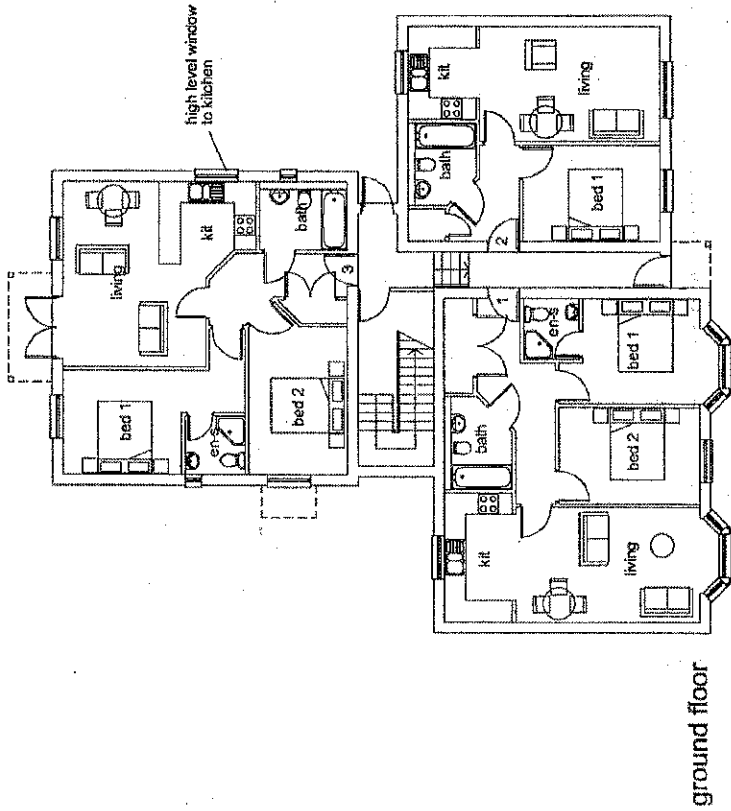 high level window
to kitchen
living
kit
bath
3
bed 1
en-s
bed 2
kit
living
bath
2
bed 1
1
en-s
bed 1
bath
bed 2
kit
living
ground floor